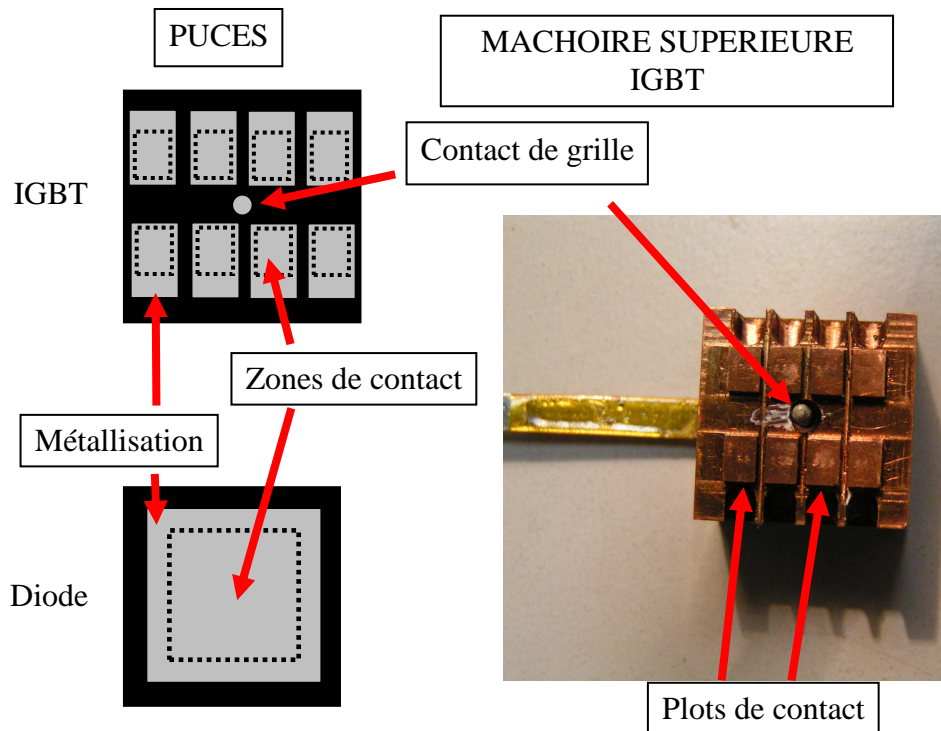 PUCES
MACHOIRE SUPERIEURE
IGBT
Contact de grille
IGBT
Zones de contact
Métallisation
Diode
Plots de contact